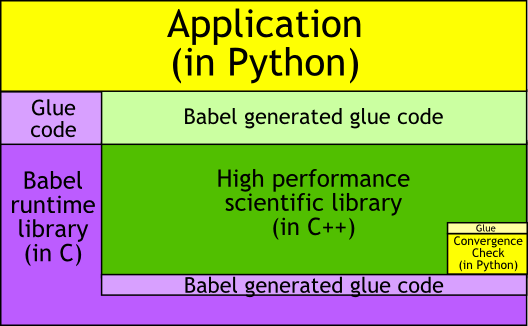 Application
(in Python)
Glue
code
Babel generated glue code
Babel
runtime
library
(in C)
High performance
scientific library
(in C++)
Glue
Convergence
Check
(in Python)
Babel generated glue code